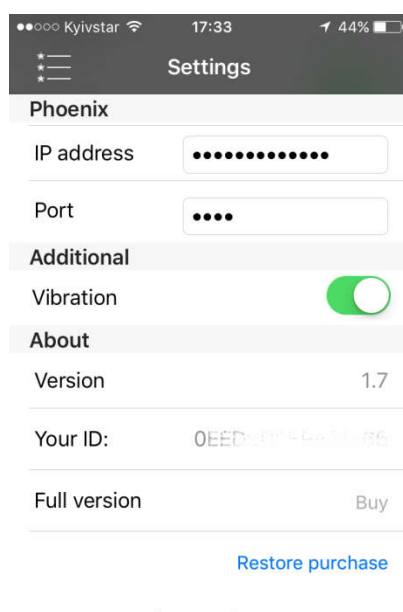 Kyivstar 17:33 44%
Settings
Phoenix
IP address •••••••••••••
Port ••••
Additional
Vibration
About
Version 1.7
Your ID:
Full version Buy
Restore purchase